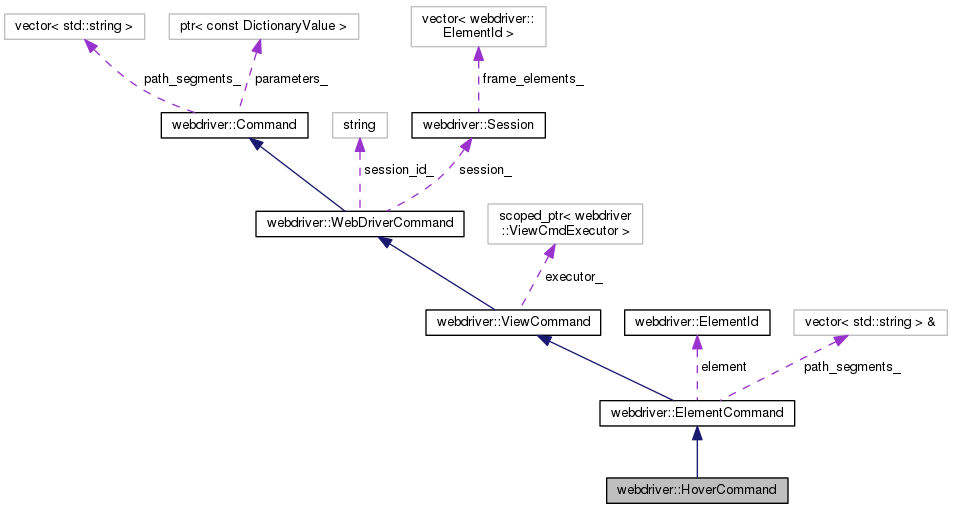 vector< std::string >
ptr< const DictionaryValue >
vector< webdriver::
ElementId >
path_segments_
parameters_
frame_elements_
webdriver::Command
string
webdriver::Session
session_id_
session_
webdriver::WebDriverCommand
scoped_ptr< webdriver
::ViewCmdExecutor >
executor_
webdriver::ViewCommand
webdriver::ElementId
vector< std::string > &
element
path_segments_
webdriver::ElementCommand
webdriver::HoverCommand